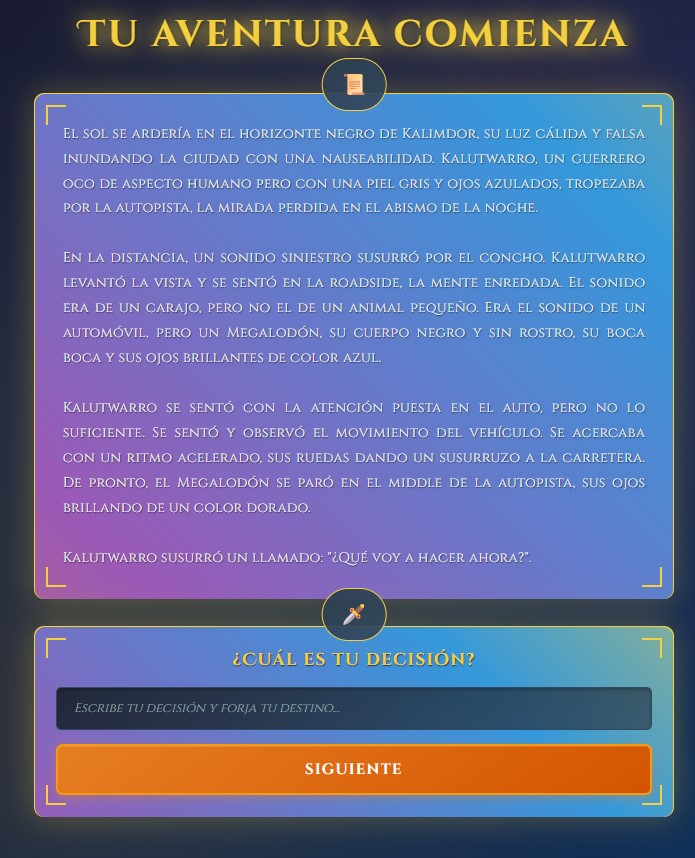 TU AVENTURA COMIENZA
El sol se ardería en el horizonte negro de Kalimdor, su luz cálida y falsa
inundando la ciudad con una nauseabilidad. Kalutwarro, un guerrero
oco de aspecto humano pero con una piel gris y ojos azulados, tropezaba
por la autopista, la mirada perdida en el abismo de la noche.
En la distancia, un sonido siniestro susurró por el concho. Kalutwarro
levantó la vista y se sentó en la roadside, la mente enredada. El sonido
era de un carajo, pero no el de un animal pequeño. Era el sonido de un
automóvil, pero un Megalodón, su cuerpo negro y sin rostro, su boca
boca y sus ojos brillantes de color azul.
Kalutwarro se sentó con la atención puesta en el auto, pero no lo
suficiente. Se sentó y observó el movimiento del vehículo. Se acercaba
con un ritmo acelerado, sus ruedas dando un susurruzo a la carretera.
De pronto, el Megalodón se paró en el middle de la autopista, sus ojos
brillando de un color dorado.
Kalutwarro susurró un llamado: "¿Qué voy a hacer ahora?".
¿Cuál es tu decisión?
Escribe tu decisión y forja tu destino...
SIGUIENTE